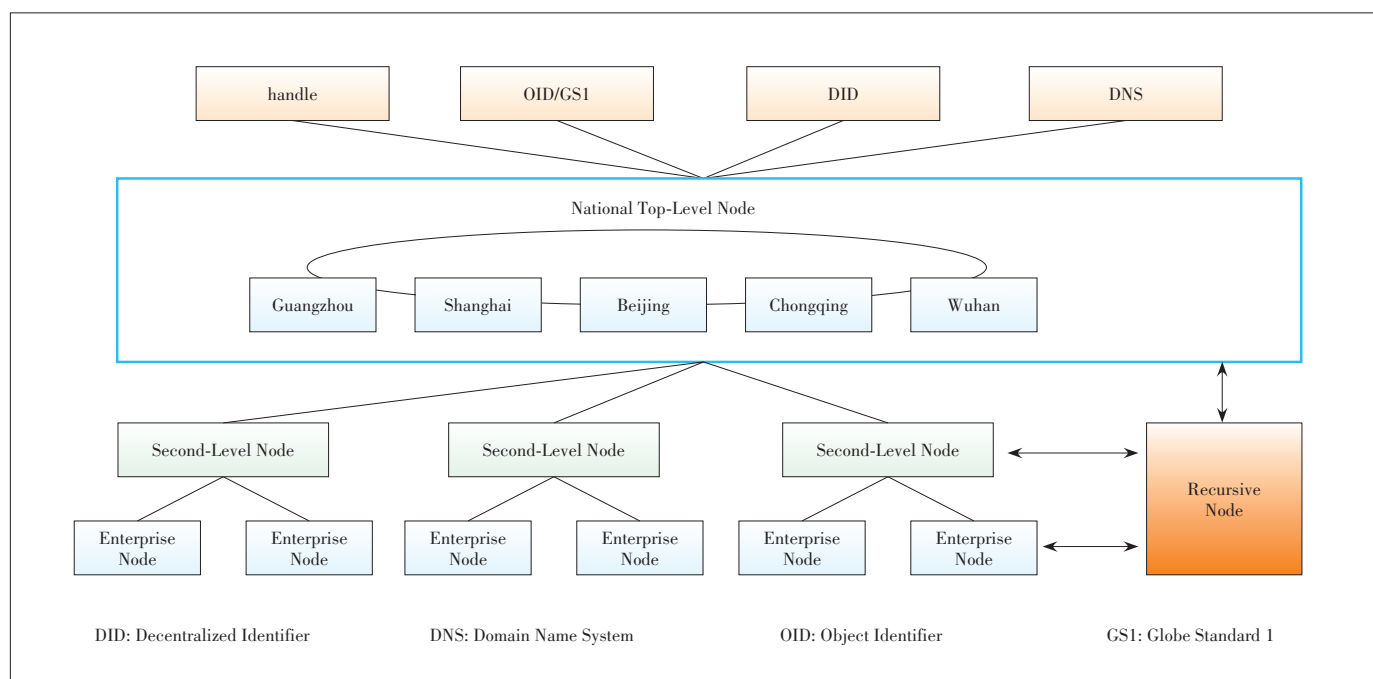 handle
OID/GS1
DID
DNS
National Top-Level Node
Guangzhou
Shanghai
Beijing
Chongqing
Wuhan
Second-Level Node
Second-Level Node
Second-Level Node
Recursive
Node
Enterprise
Node
Enterprise
Node
Enterprise
Node
Enterprise
Node
Enterprise
Node
Enterprise
Node
DID: Decentralized Identifier
DNS: Domain Name System
OID: Object Identifier
GS1: Globe Standard 1